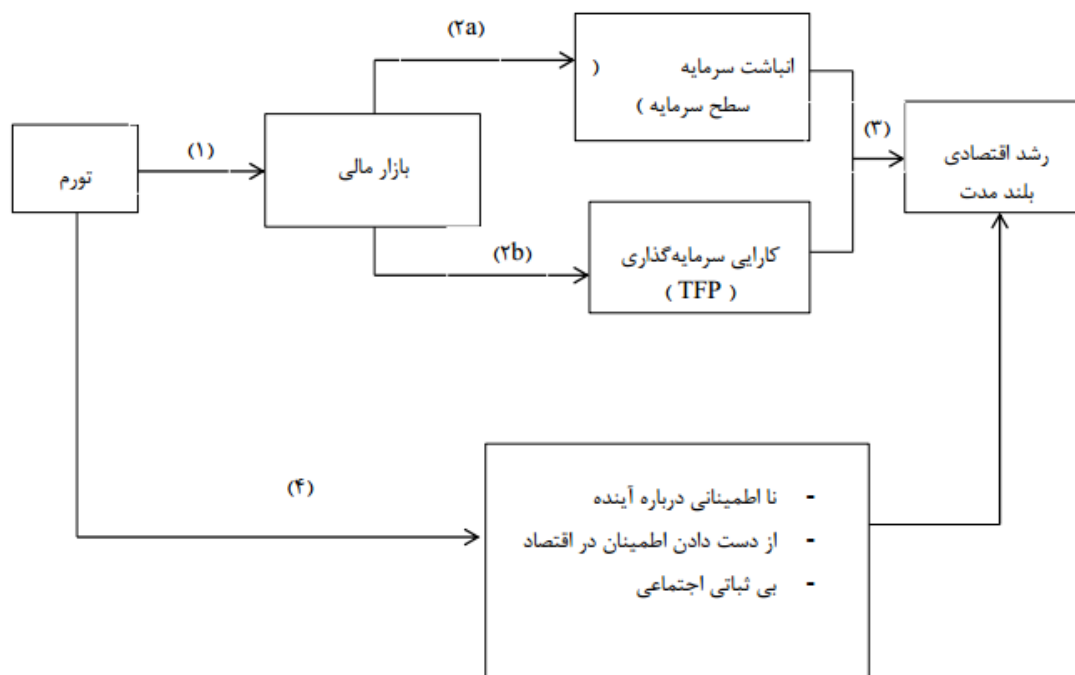 (۲a)
انباشت سرمایه (
سطح سرمایه )
(۱)
تورم
بازار مالی
(۳)
رشد اقتصادی
بلند مدت
(۲b)
کارایی سرمایه‌گذاری
( TFP )
(۴)
- نا اطمینانی درباره آینده
- از دست دادن اطمینان در اقتصاد
- بی ثباتی اجتماعی